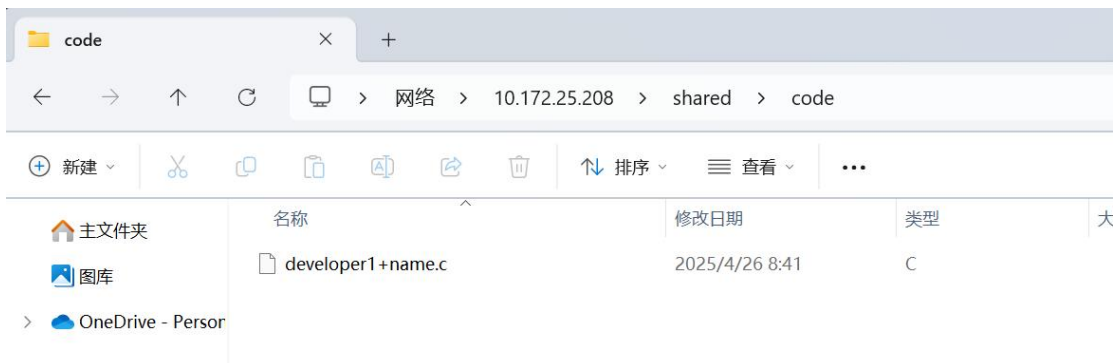 code
网络 > 10.172.25.208 > shared > code
新建 排序 查看 •••
名称 修改日期 类型 大
主文件夹
developer1+name.c 2025/4/26 8:41 C
图库
OneDrive - Person